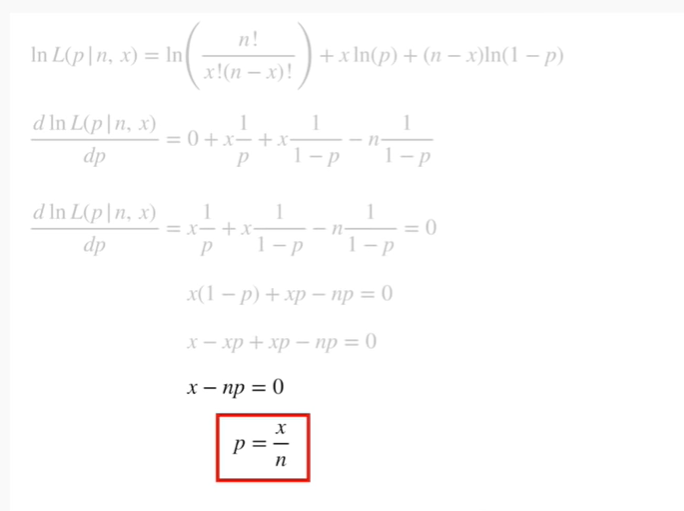 ln L(p|n, x) = ln( n! / x!(n − x)! ) + x ln(p) + (n − x)ln(1 − p)
d ln L(p|n, x) / dp = 0 + x 1/p + x 1/(1 − p) − n 1/(1 − p)
d ln L(p|n, x) / dp = x 1/p + x 1/(1 − p) − n 1/(1 − p) = 0
x(1 − p) + xp − np = 0
x − xp + xp − np = 0
x − np = 0
p = x/n